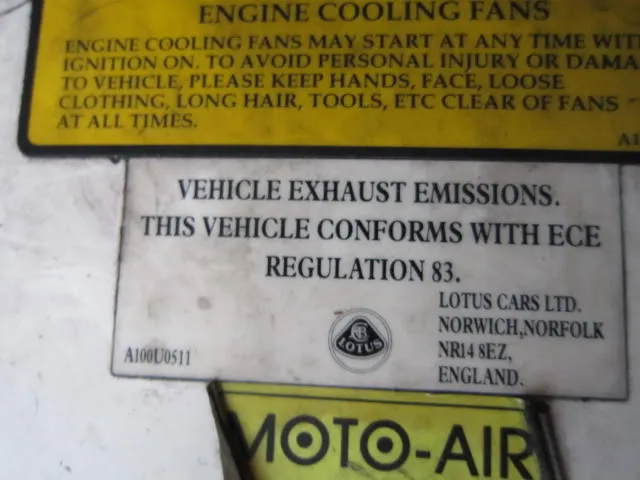 ENGINE COOLING FANS
ENGINE COOLING FANS MAY START AT ANY TIME WITH
IGNITION ON. TO AVOID PERSONAL INJURY OR DAMA
TO VEHICLE, PLEASE KEEP HANDS, FACE, LOOSE
CLOTHING, LONG HAIR, TOOLS, ETC CLEAR OF FANS
AT ALL TIMES.
A1
VEHICLE EXHAUST EMISSIONS.
THIS VEHICLE CONFORMS WITH ECE
REGULATION 83.
LOTUS CARS LTD.
NORWICH,NORFOLK
NR14 8EZ,
ENGLAND.
LOTUS
A100U0511
MOTO-AIR